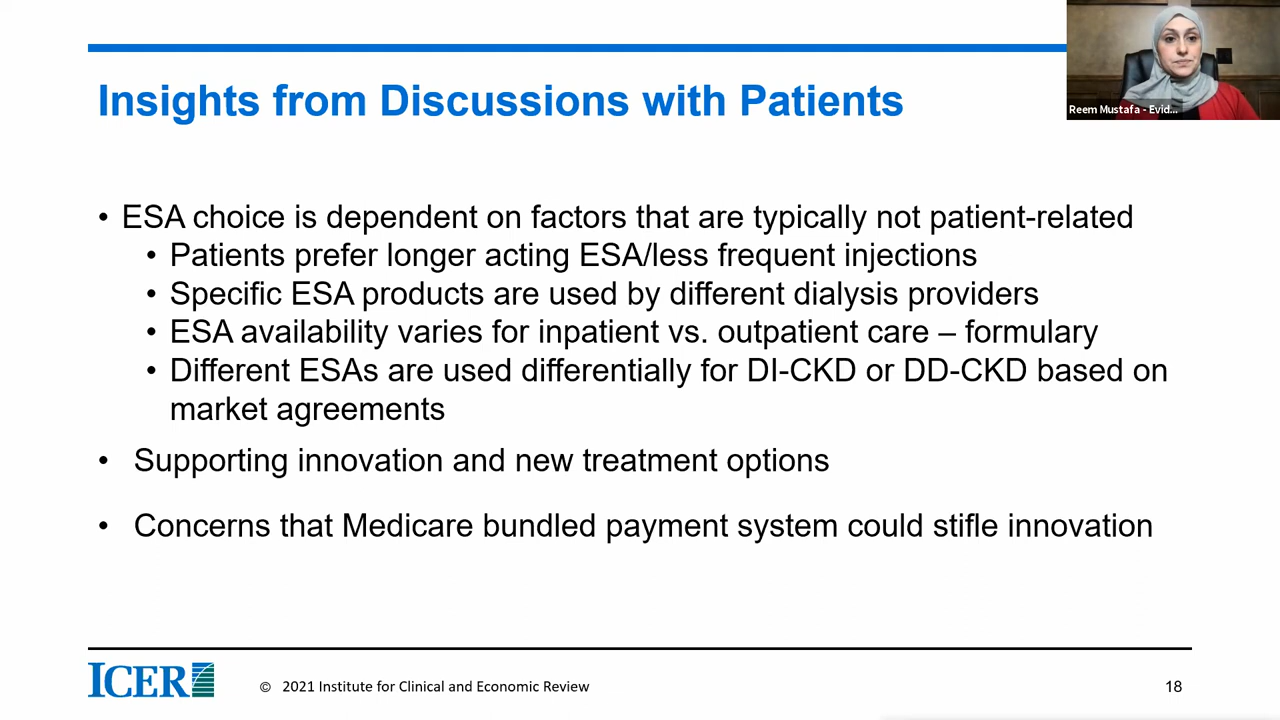 Insights from Discussions with Patients
Reem Mustafa - Evid...
• ESA choice is dependent on factors that are typically not patient-related
• Patients prefer longer acting ESA/less frequent injections
• Specific ESA products are used by different dialysis providers
• ESA availability varies for inpatient vs. outpatient care – formulary
• Different ESAs are used differentially for DI-CKD or DD-CKD based on
market agreements
• Supporting innovation and new treatment options
• Concerns that Medicare bundled payment system could stifle innovation
ICER
© 2021 Institute for Clinical and Economic Review
18